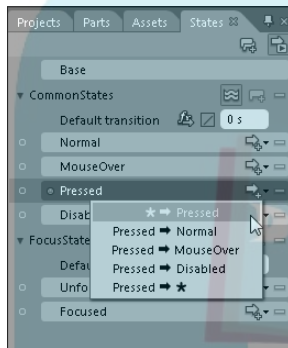 Projects Parts Assets States
Base
CommonStates
Default transition 0 s
Normal
MouseOver
Pressed
* ➡ Pressed
Pressed ➡ Normal
Pressed ➡ MouseOver
Pressed ➡ Disabled
Pressed ➡ *
Disab
FocusState
Defau
Unfo
Focused